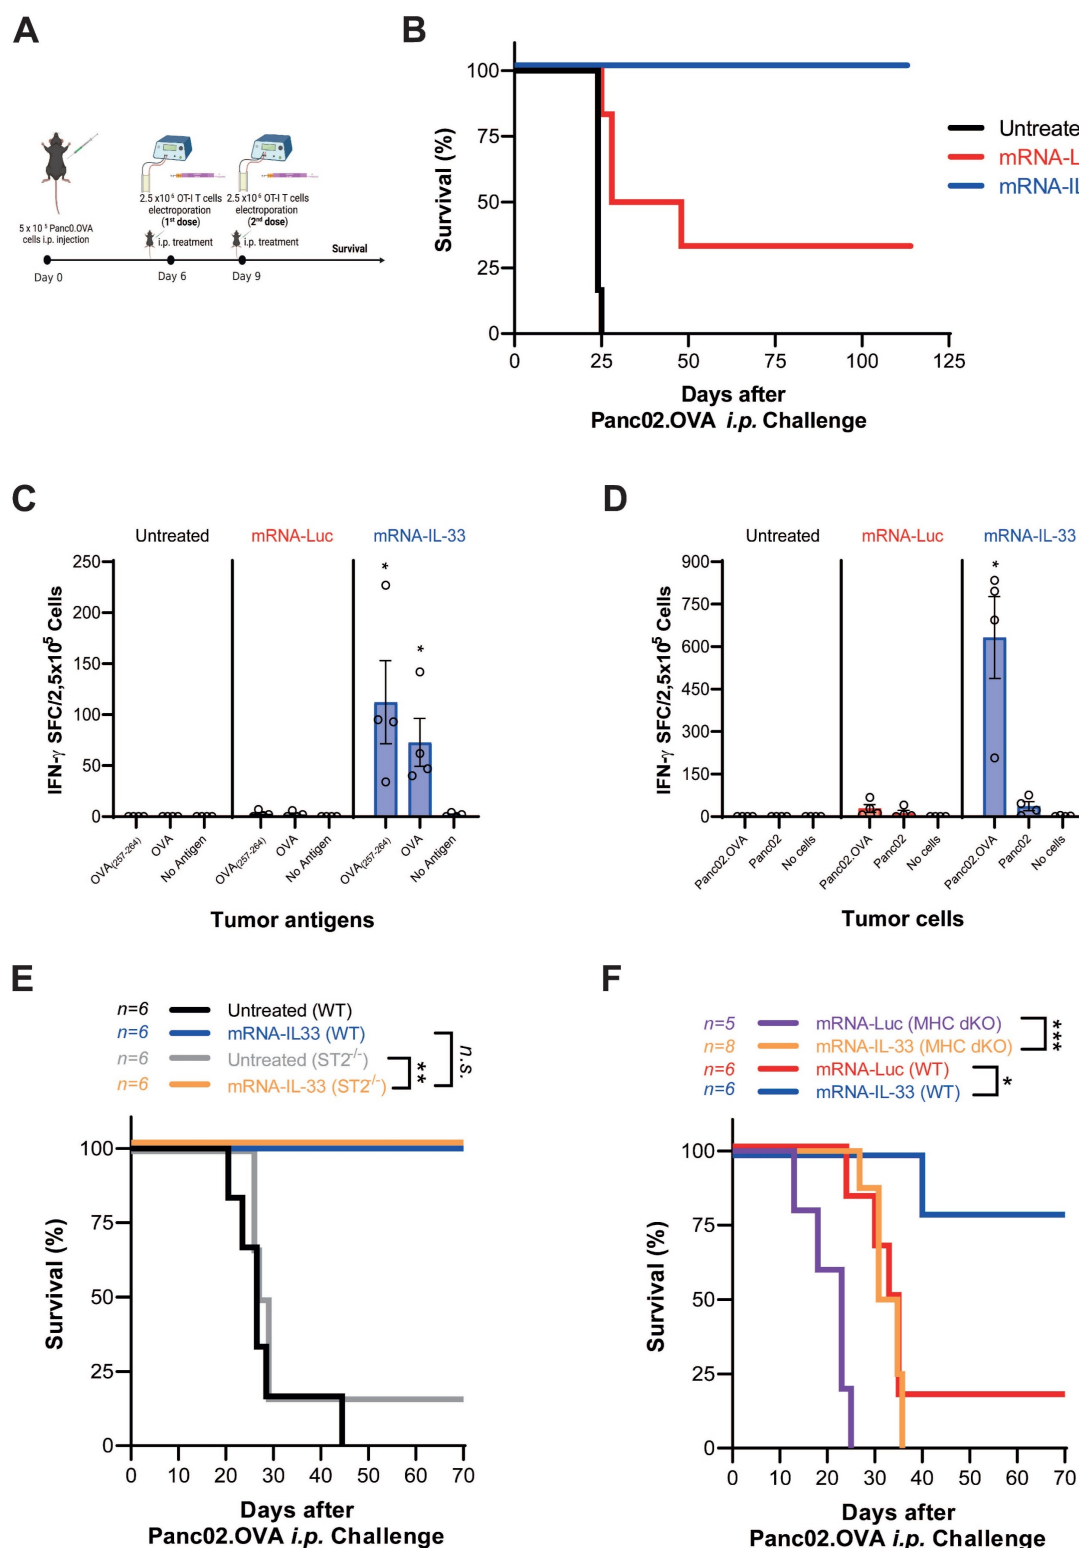 A
5 x 10 5 Panc0.OVA
cells i.p. injection
2.5 x10 6 OT-I T cells
electroporation
(1st dose)
i.p. treatment
2.5x10 6 OT-I T cells
electroporation
(2nd dose)
i.p. treatment
Survival
Day 0
Day 6
Day 9
B
Survival (%)
100
75
50
25
0
0 25 50 75 100 125
Days after
Panc02.OVA i.p. Challenge
Untreate
mRNA-L
mRNA-IL
C
Untreated mRNA-Luc mRNA-IL-33
IFN-γ SFC/2,5x10⁵ Cells
250
200
150
100
50
0
* *
OVA(257-264) OVA No Antigen OVA(257-264) OVA No Antigen OVA(257-264) OVA No Antigen
Tumor antigens
D
Untreated mRNA-Luc mRNA-IL-33
IFN-γ SFC/2,5x10⁵ Cells
900
750
600
450
300
150
0
*
Panc02.OVA Panc02 No cells Panc02.OVA Panc02 No cells Panc02.OVA Panc02 No cells
Tumor cells
E
n=6 Untreated (WT)
n=6 mRNA-IL33 (WT)
n=6 Untreated (ST2-/-)
n=6 mRNA-IL-33 (ST2-/-)
**
n.s.
Survival (%)
100
75
50
25
0
0 10 20 30 40 50 60 70
Days after
Panc02.OVA i.p. Challenge
F
n=5 mRNA-Luc (MHC dKO)
n=8 mRNA-IL-33 (MHC dKO)
n=6 mRNA-Luc (WT)
n=6 mRNA-IL-33 (WT)
***
*
Survival (%)
100
75
50
25
0
0 10 20 30 40 50 60 70
Days after
Panc02.OVA i.p. Challenge